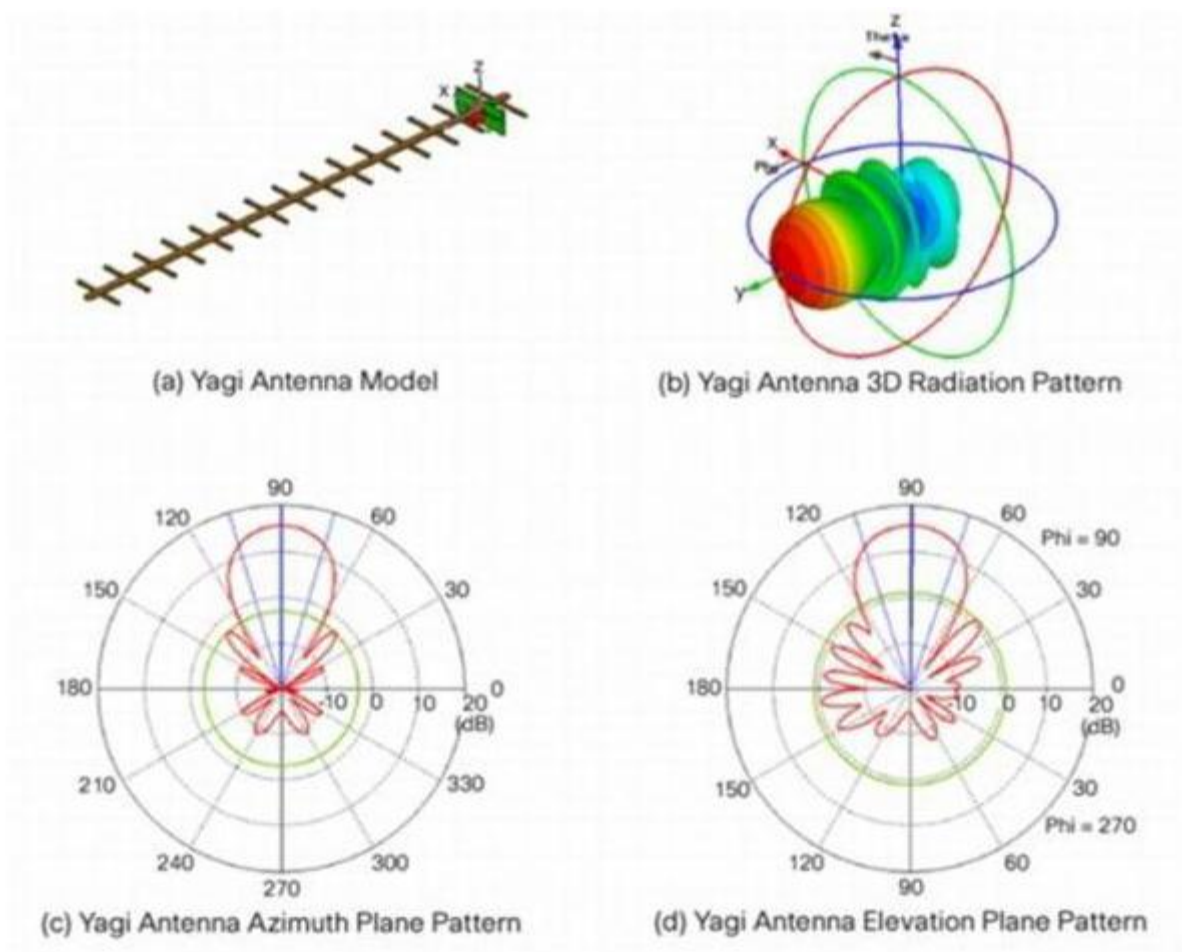 Z
X
Z
Theta
X
Phi
Y
(a) Yagi Antenna Model
(b) Yagi Antenna 3D Radiation Pattern
90
120
60
150
30
180
-10
0
10
20
0
(dB)
210
330
240
300
270
90
120
60
Phi = 90
150
30
180
-10
0
10
20
0
(dB)
150
30
Phi = 270
120
60
90
(c) Yagi Antenna Azimuth Plane Pattern
(d) Yagi Antenna Elevation Plane Pattern